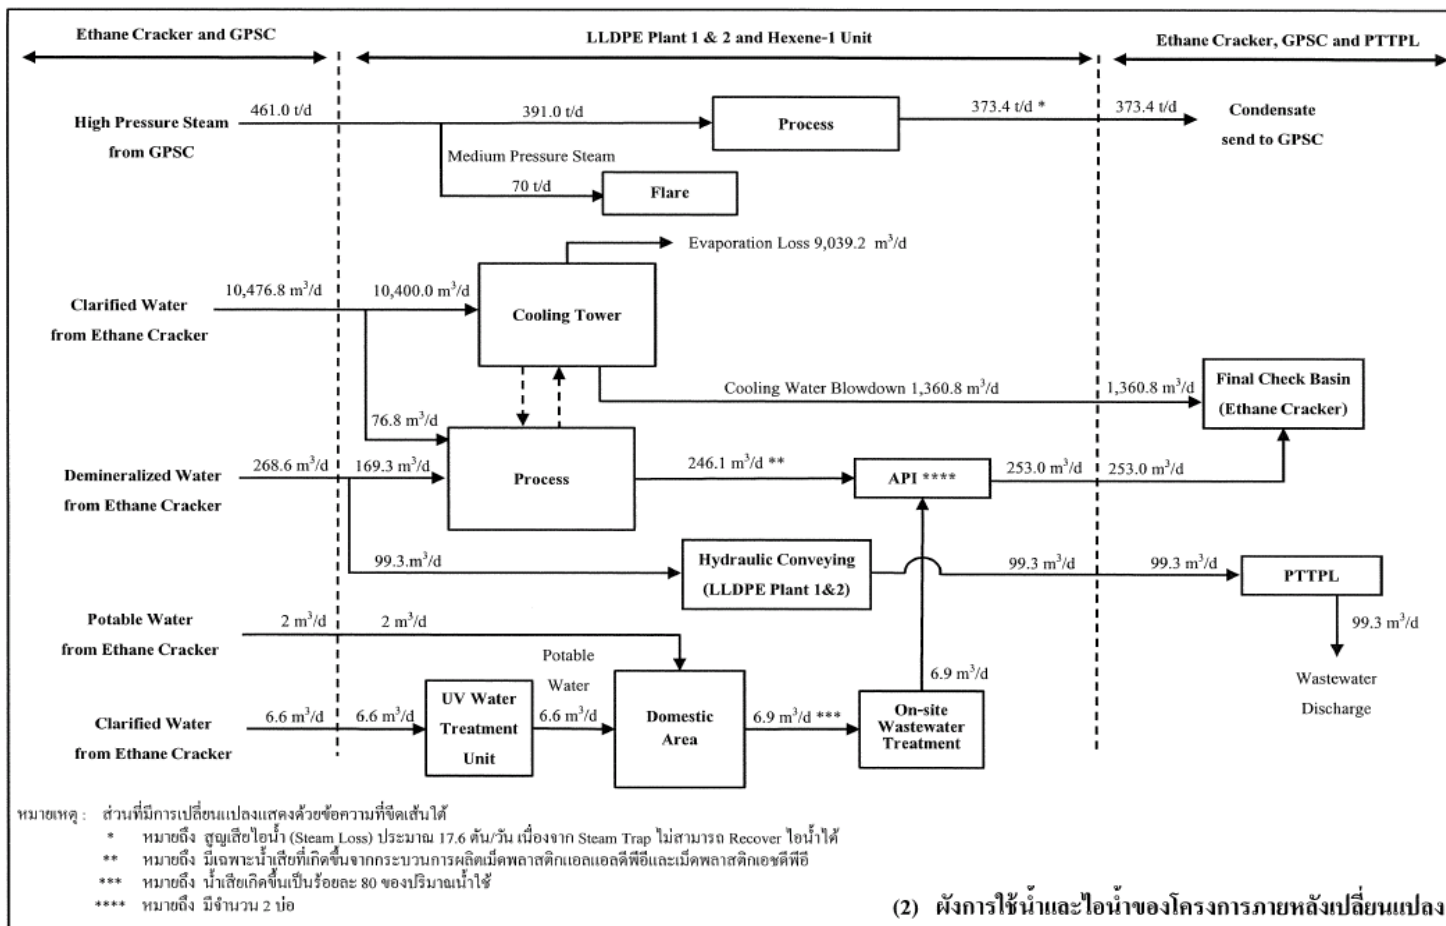 Ethane Cracker and GPSC
LLDPE Plant 1 & 2 and Hexene-1 Unit
Ethane Cracker, GPSC and PTTPL
High Pressure Steam
from GPSC
461.0 t/d
391.0 t/d
Process
373.4 t/d *
373.4 t/d
Condensate
send to GPSC
Medium Pressure Steam
70 t/d
Flare
Evaporation Loss 9,039.2 m³/d
Clarified Water
from Ethane Cracker
10,476.8 m³/d
10,400.0 m³/d
Cooling Tower
Cooling Water Blowdown 1,360.8 m³/d
1,360.8 m³/d
Final Check Basin
(Ethane Cracker)
76.8 m³/d
Demineralized Water
from Ethane Cracker
268.6 m³/d
169.3 m³/d
Process
246.1 m³/d **
API ****
253.0 m³/d
253.0 m³/d
99.3.m³/d
Hydraulic Conveying
(LLDPE Plant 1&2)
99.3 m³/d
99.3 m³/d
PTTPL
99.3 m³/d
Wastewater
Discharge
Potable Water
from Ethane Cracker
2 m³/d
2 m³/d
Potable
Water
Clarified Water
from Ethane Cracker
6.6 m³/d
6.6 m³/d
UV Water
Treatment
Unit
6.6 m³/d
Domestic
Area
6.9 m³/d ***
On-site
Wastewater
Treatment
6.9 m³/d
หมายเหตุ : ส่วนที่มีการเปลี่ยนแปลงแสดงด้วยข้อความที่ขีดเส้นใต้
* หมายถึง สูญเสียไอน้ำ (Steam Loss) ประมาณ 17.6 ตัน/วัน เนื่องจาก Steam Trap ไม่สามารถ Recover ไอน้ำได้
** หมายถึง มีเฉพาะน้ำเสียที่เกิดขึ้นจากกระบวนการผลิตเม็ดพลาสติกแอลแอลดีพีอีและเม็ดพลาสติกเอชดีพีอี
*** หมายถึง น้ำเสียเกิดขึ้นเป็นร้อยละ 80 ของปริมาณน้ำใช้
**** หมายถึง มีจำนวน 2 บ่อ
(2) ผังการใช้น้ำและไอน้ำของโครงการภายหลังเปลี่ยนแปลง